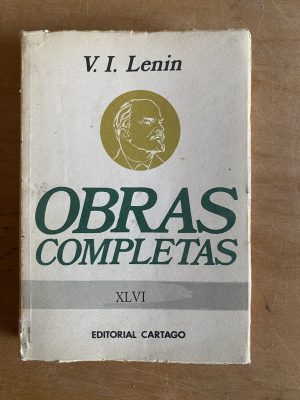 V. I. Lenin
OBRAS
COMPLETAS
XLVI
EDITORIAL CARTAGO